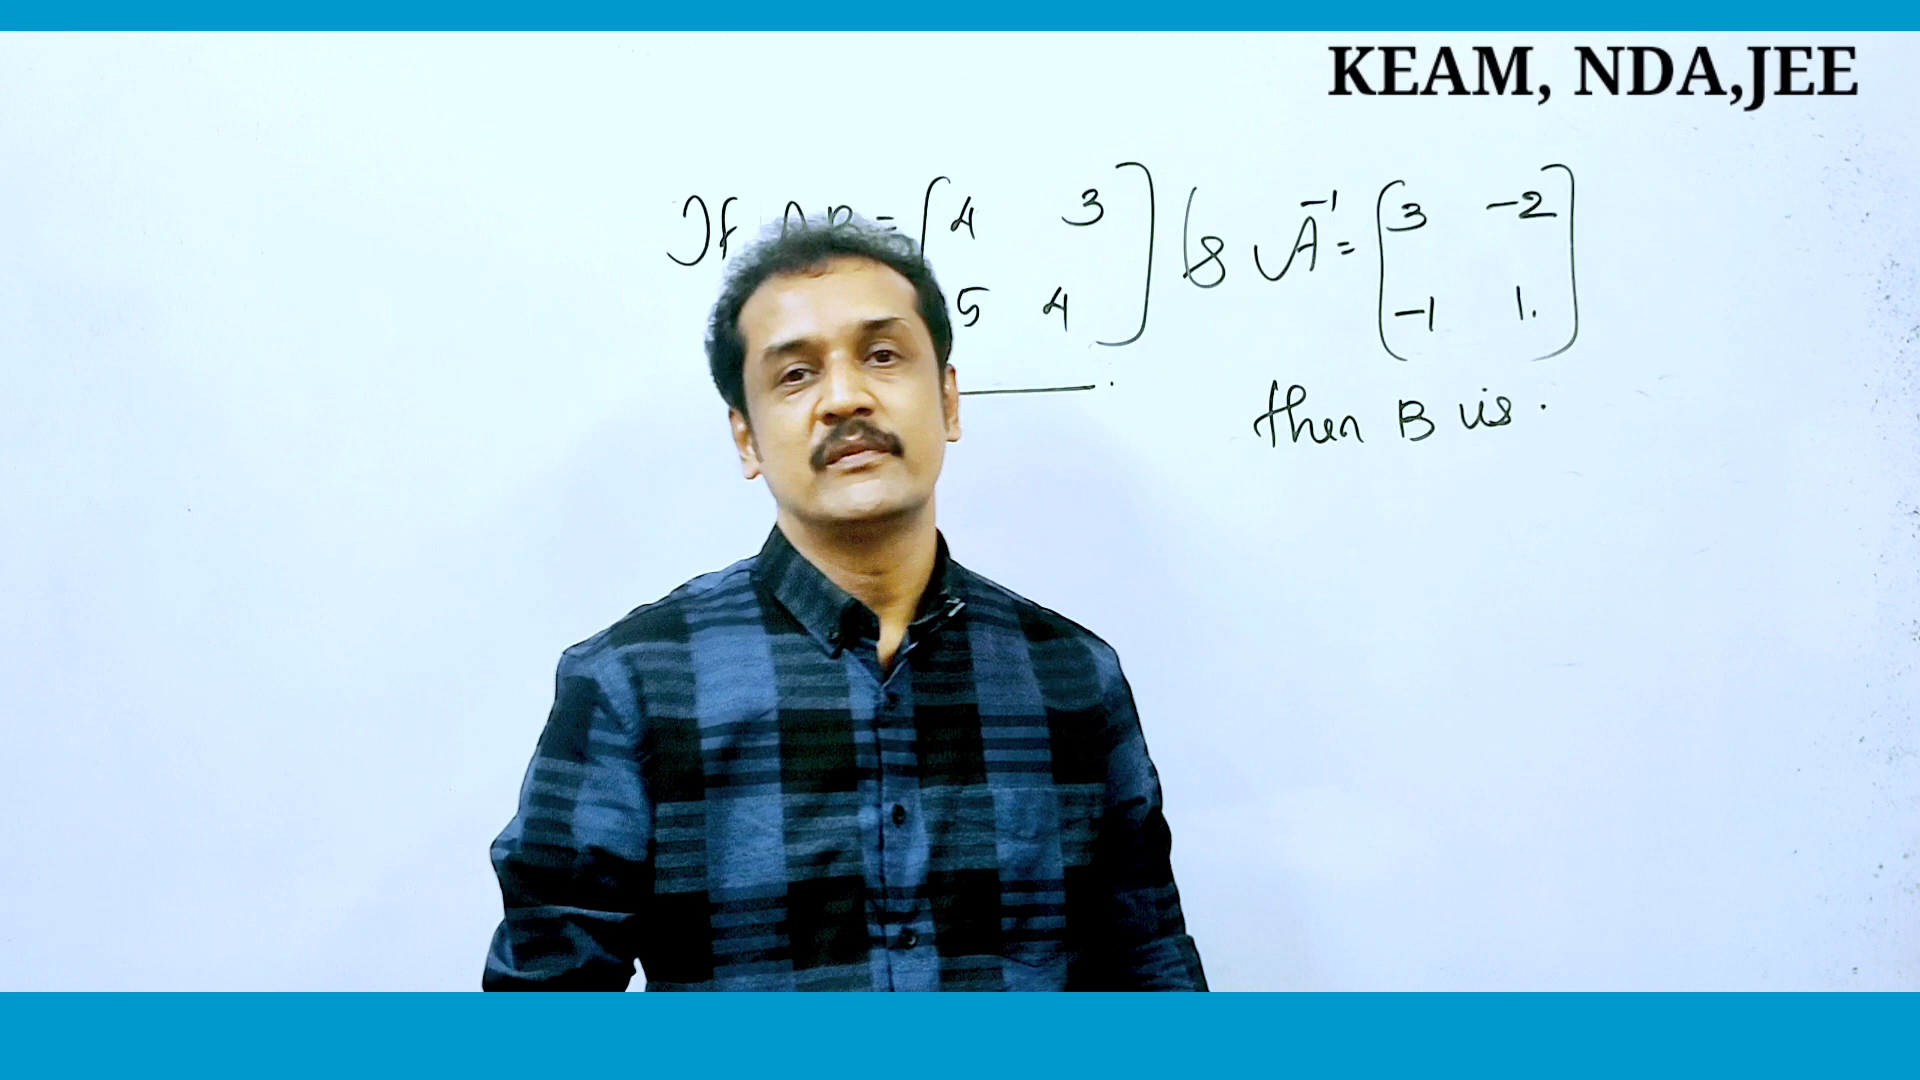 KEAM, NDA,JEE
If = [4 3] & A⁻¹ = [3 -2]
5 4 -1 1.
then B is.